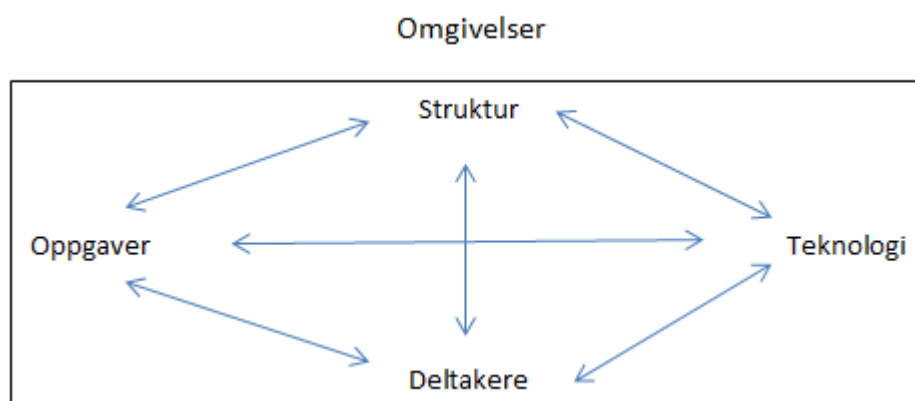 Omgivelser
Struktur
Oppgaver
Teknologi
Deltakere